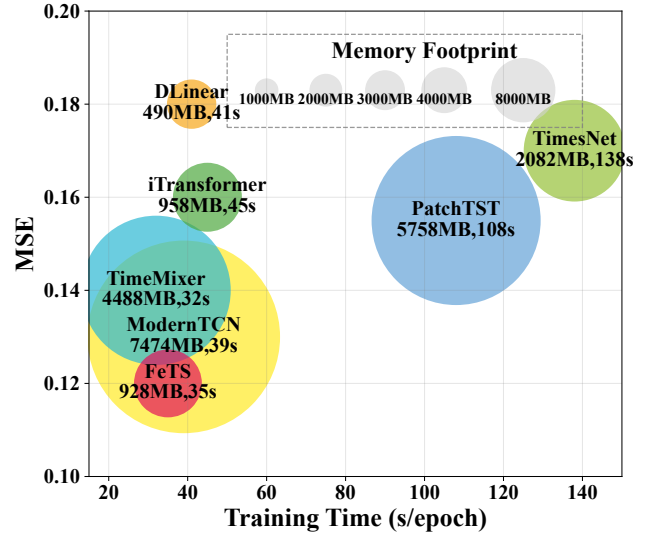 0.20
0.18
0.16
0.14
0.12
0.10
MSE
Memory Footprint
1000MB 2000MB 3000MB 4000MB 8000MB
DLinear
490MB,41s
TimesNet
2082MB,138s
iTransformer
958MB,45s
PatchTST
5758MB,108s
TimeMixer
4488MB,32s
ModernTCN
7474MB,39s
FeTS
928MB,35s
20 40 60 80 100 120 140
Training Time (s/epoch)